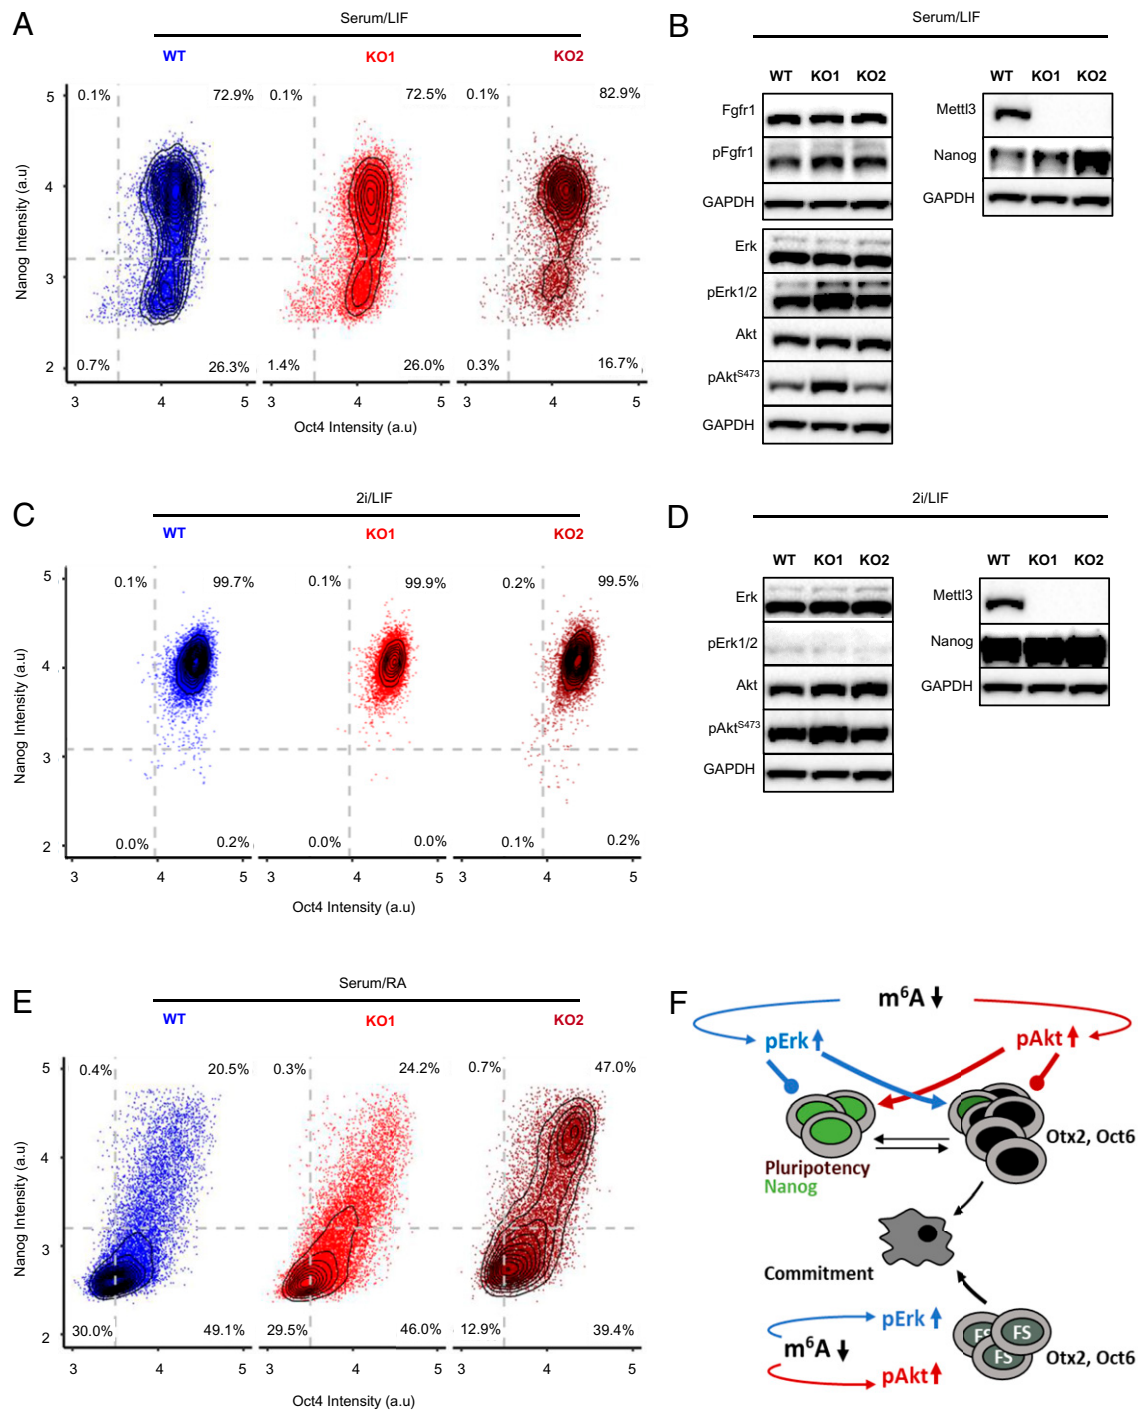 A
Serum/LIF
WT
KO1
KO2
5
4
3
2
Nanog Intensity (a.u)
0.1%
72.9%
0.1%
72.5%
0.1%
82.9%
0.7%
26.3%
1.4%
26.0%
0.3%
16.7%
3
4
5
3
4
5
3
4
5
Oct4 Intensity (a.u)
B
Serum/LIF
WT KO1 KO2
Fgfr1
pFgfr1
GAPDH
Erk
pErk1/2
Akt
pAktS473
GAPDH
WT KO1 KO2
Mettl3
Nanog
GAPDH
C
2i/LIF
WT
KO1
KO2
5
4
3
2
Nanog Intensity (a.u)
0.1%
99.7%
0.1%
99.9%
0.2%
99.5%
0.0%
0.2%
0.0%
0.0%
0.1%
0.2%
3
4
5
3
4
5
3
4
5
Oct4 Intensity (a.u)
D
2i/LIF
WT KO1 KO2
Erk
pErk1/2
Akt
pAktS473
GAPDH
WT KO1 KO2
Mettl3
Nanog
GAPDH
E
Serum/RA
WT
KO1
KO2
5
4
3
2
Nanog Intensity (a.u)
0.4%
20.5%
0.3%
24.2%
0.7%
47.0%
30.0%
49.1%
29.5%
46.0%
12.9%
39.4%
3
4
5
3
4
5
3
4
5
Oct4 Intensity (a.u)
F
m6A
pErk
pAkt
Otx2, Oct6
Pluripotency
Nanog
Commitment
pErk
m6A
pAkt
FS
FS
FS
Otx2, Oct6